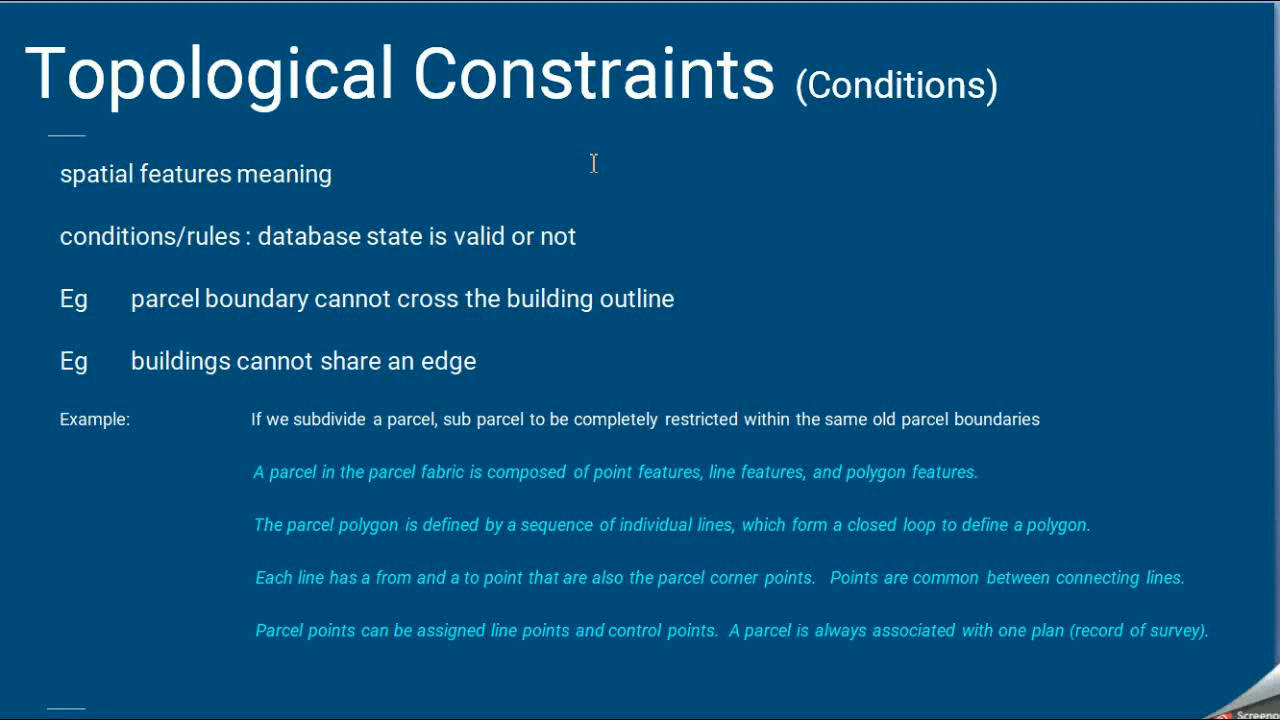 Topological Constraints (Conditions)
spatial features meaning
conditions/rules : database state is valid or not
Eg parcel boundary cannot cross the building outline
Eg buildings cannot share an edge
Example: If we subdivide a parcel, sub parcel to be completely restricted within the same old parcel boundaries
A parcel in the parcel fabric is composed of point features, line features, and polygon features.
The parcel polygon is defined by a sequence of individual lines, which form a closed loop to define a polygon.
Each line has a from and a to point that are also the parcel corner points. Points are common between connecting lines.
Parcel points can be assigned line points and control points. A parcel is always associated with one plan (record of survey).